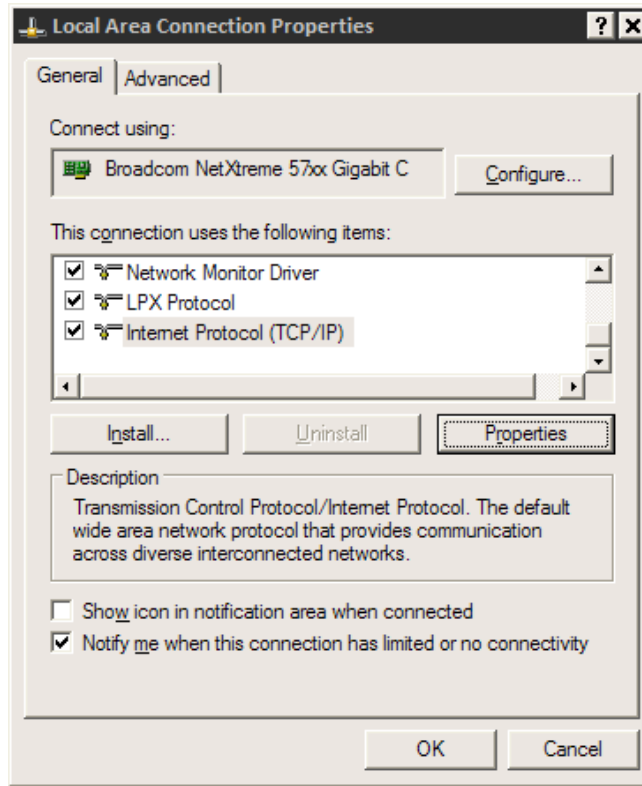 Local Area Connection Properties
General
Advanced
Connect using:
Broadcom NetXtreme 57xx Gigabit C
Configure...
This connection uses the following items:
Network Monitor Driver
LPX Protocol
Internet Protocol (TCP/IP)
Install...
Uninstall
Properties
Description
Transmission Control Protocol/Internet Protocol. The default
wide area network protocol that provides communication
across diverse interconnected networks.
Show icon in notification area when connected
Notify me when this connection has limited or no connectivity
OK
Cancel